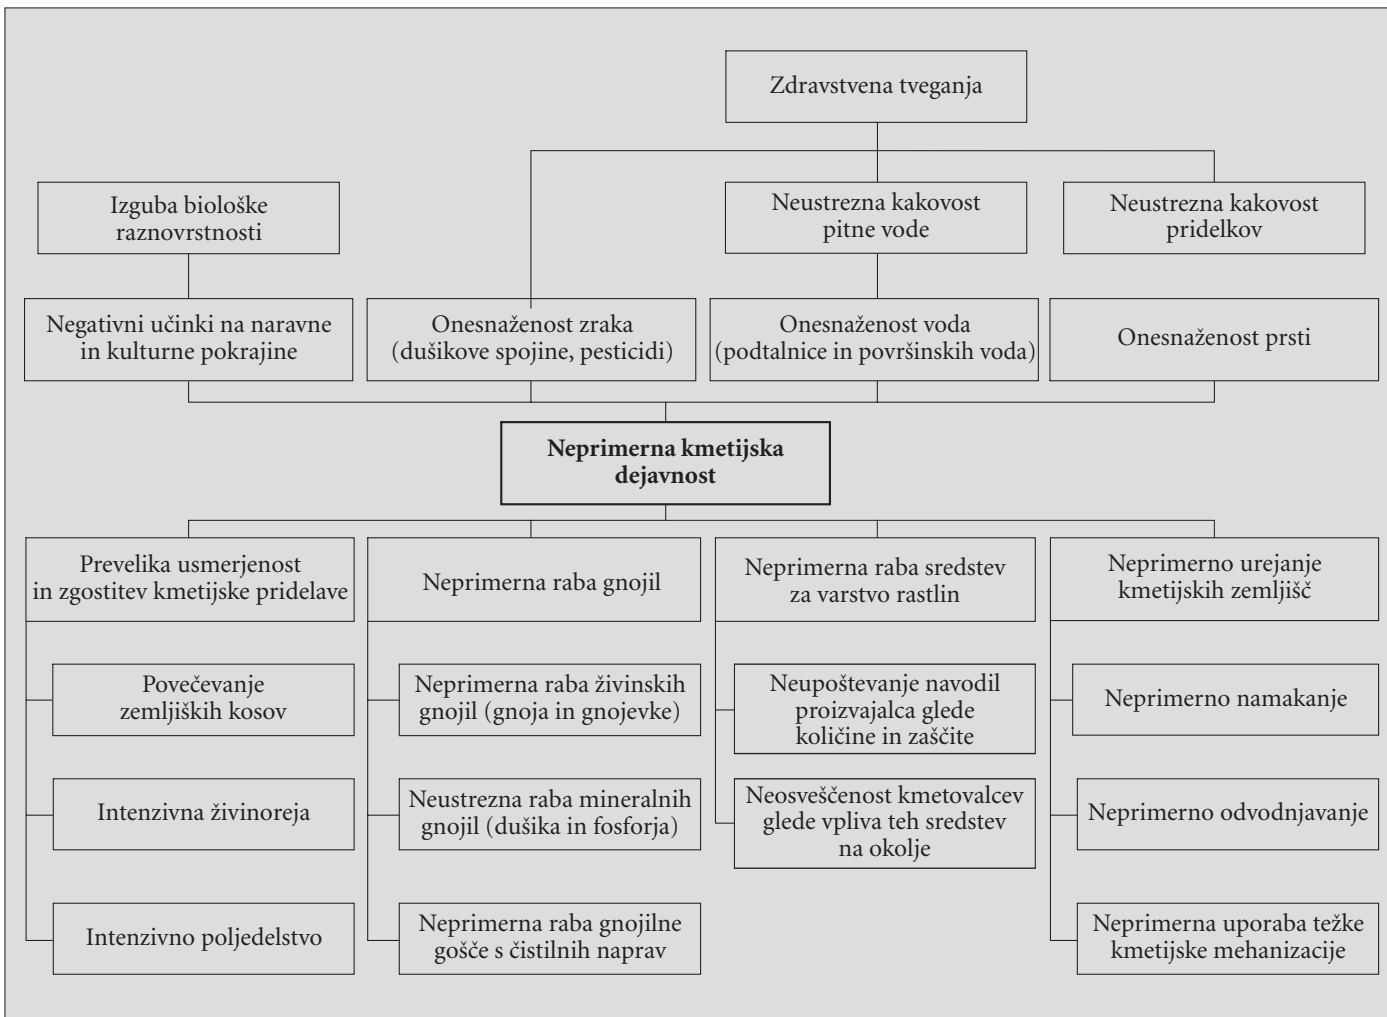 Zdravstvena tveganja
Izguba biološke
raznovrstnosti
Neustrezna kakovost
pitne vode
Neustrezna kakovost
pridelkov
Negativni učinki na naravne
in kulturne pokrajine
Onesnaženost zraka
(dušikove spojine, pesticidi)
Onesnaženost voda
(podtalnice in površinskih voda)
Onesnaženost prsti
Neprimerna kmetijska
dejavnost
Prevelika usmerjenost
in zgostitev kmetijske pridelave
Neprimerna raba gnojil
Neprimerna raba sredstev
za varstvo rastlin
Neprimerno urejanje
kmetijskih zemljišč
Povečevanje
zemljiških kosov
Neprimerna raba živinskih
gnojil (gnoja in gnojevke)
Neupoštevanje navodil
proizvajalca glede
količine in zaščite
Neprimerno namakanje
Intenzivna živinoreja
Neustrezna raba mineralnih
gnojil (dušika in fosforja)
Neosveščenost kmetovalcev
glede vpliva teh sredstev
na okolje
Neprimerno odvodnjavanje
Intenzivno poljedelstvo
Neprimerna raba gnojilne
gošče s čistilnih naprav
Neprimerna uporaba težke
kmetijske mehanizacije